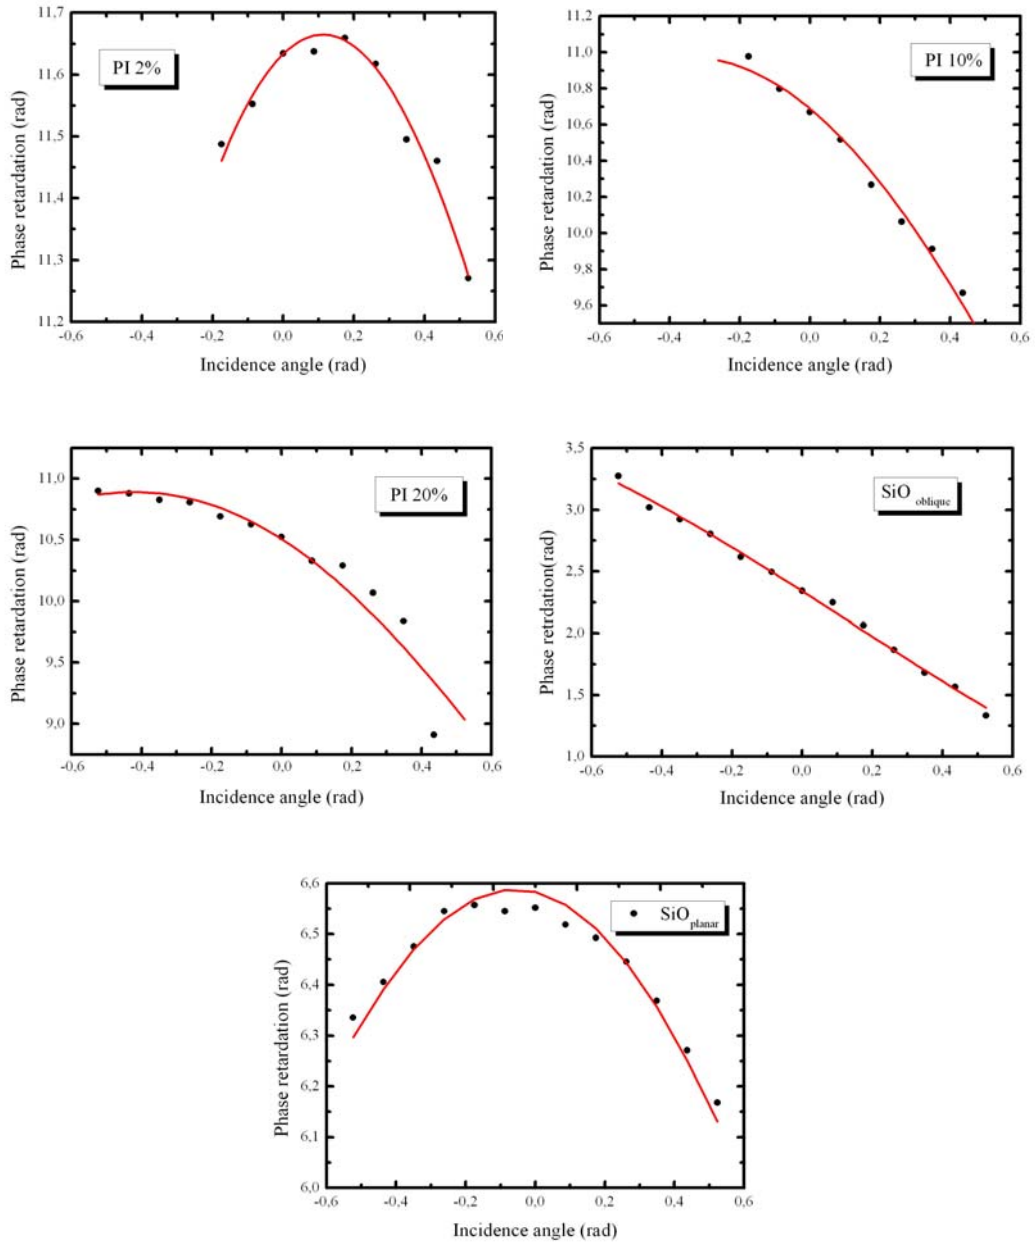 11,7
11,6
11,5
11,4
11,3
11,2
Phase retardation (rad)
PI 2%
-0,6 -0,4 -0,2 0,0 0,2 0,4 0,6
Incidence angle (rad)
11,2
11,0
10,8
10,6
10,4
10,2
10,0
9,8
9,6
Phase retardation (rad)
PI 10%
-0,6 -0,4 -0,2 0,0 0,2 0,4 0,6
Incidence angle (rad)
11,0
10,5
10,0
9,5
9,0
Phase retardation (rad)
PI 20%
-0,6 -0,4 -0,2 0,0 0,2 0,4 0,6
Incidence angle (rad)
3,5
3,0
2,5
2,0
1,5
1,0
Phase retrdation(rad)
SiO oblique
-0,6 -0,4 -0,2 0,0 0,2 0,4 0,6
Incidence angle (rad)
6,6
6,5
6,4
6,3
6,2
6,1
6,0
Phase retardation (rad)
SiO planar
-0,6 -0,4 -0,2 0,0 0,2 0,4 0,6
Incidence angle (rad)